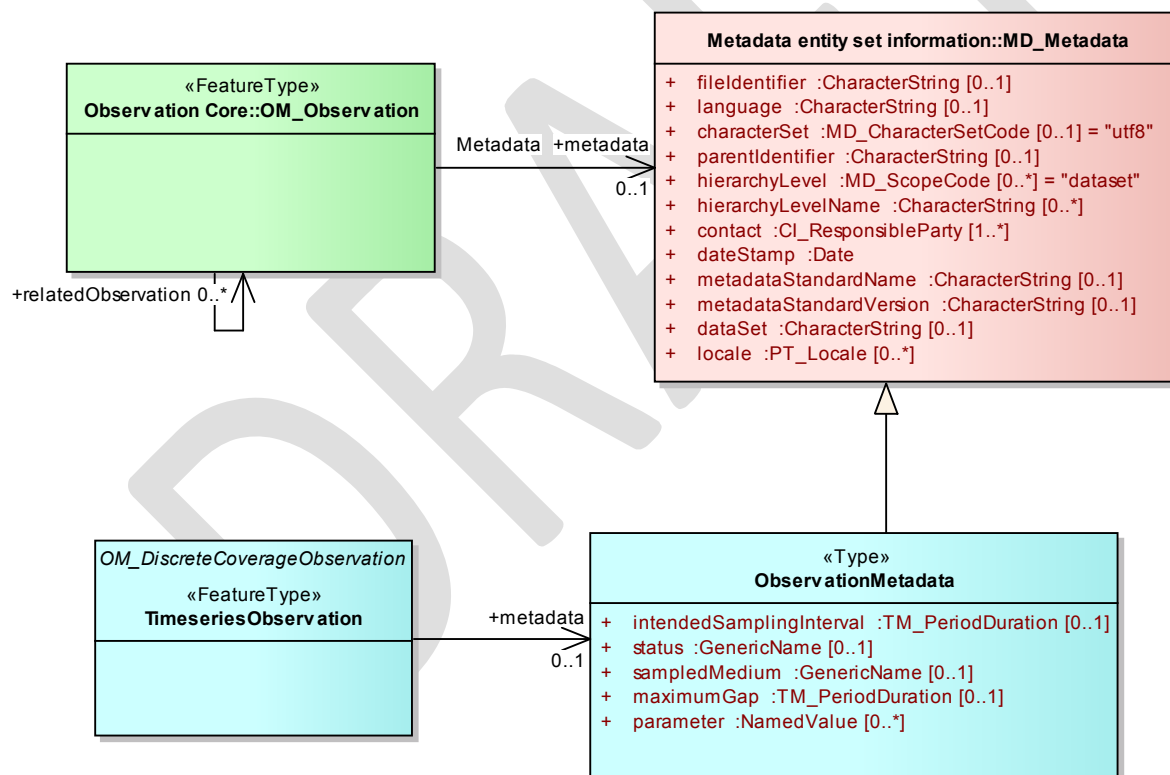 Metadata entity set information::MD_Metadata
+ fileIdentifier :CharacterString [0..1]
+ language :CharacterString [0..1]
+ characterSet :MD_CharacterSetCode [0..1] = "utf8"
+ parentIdentifier :CharacterString [0..1]
+ hierarchyLevel :MD_ScopeCode [0..*] = "dataset"
+ hierarchyLevelName :CharacterString [0..*]
+ contact :CI_ResponsibleParty [1..*]
+ dateStamp :Date
+ metadataStandardName :CharacterString [0..1]
+ metadataStandardVersion :CharacterString [0..1]
+ dataSet :CharacterString [0..1]
+ locale :PT_Locale [0..*]
«FeatureType»
Observation Core::OM_Observation
Metadata +metadata
0..1
+relatedObservation 0..*
OM_DiscreteCoverageObservation
«FeatureType»
TimeseriesObservation
+metadata
0..1
«Type»
ObservationMetadata
+ intendedSamplingInterval :TM_PeriodDuration [0..1]
+ status :GenericName [0..1]
+ sampledMedium :GenericName [0..1]
+ maximumGap :TM_PeriodDuration [0..1]
+ parameter :NamedValue [0..*]